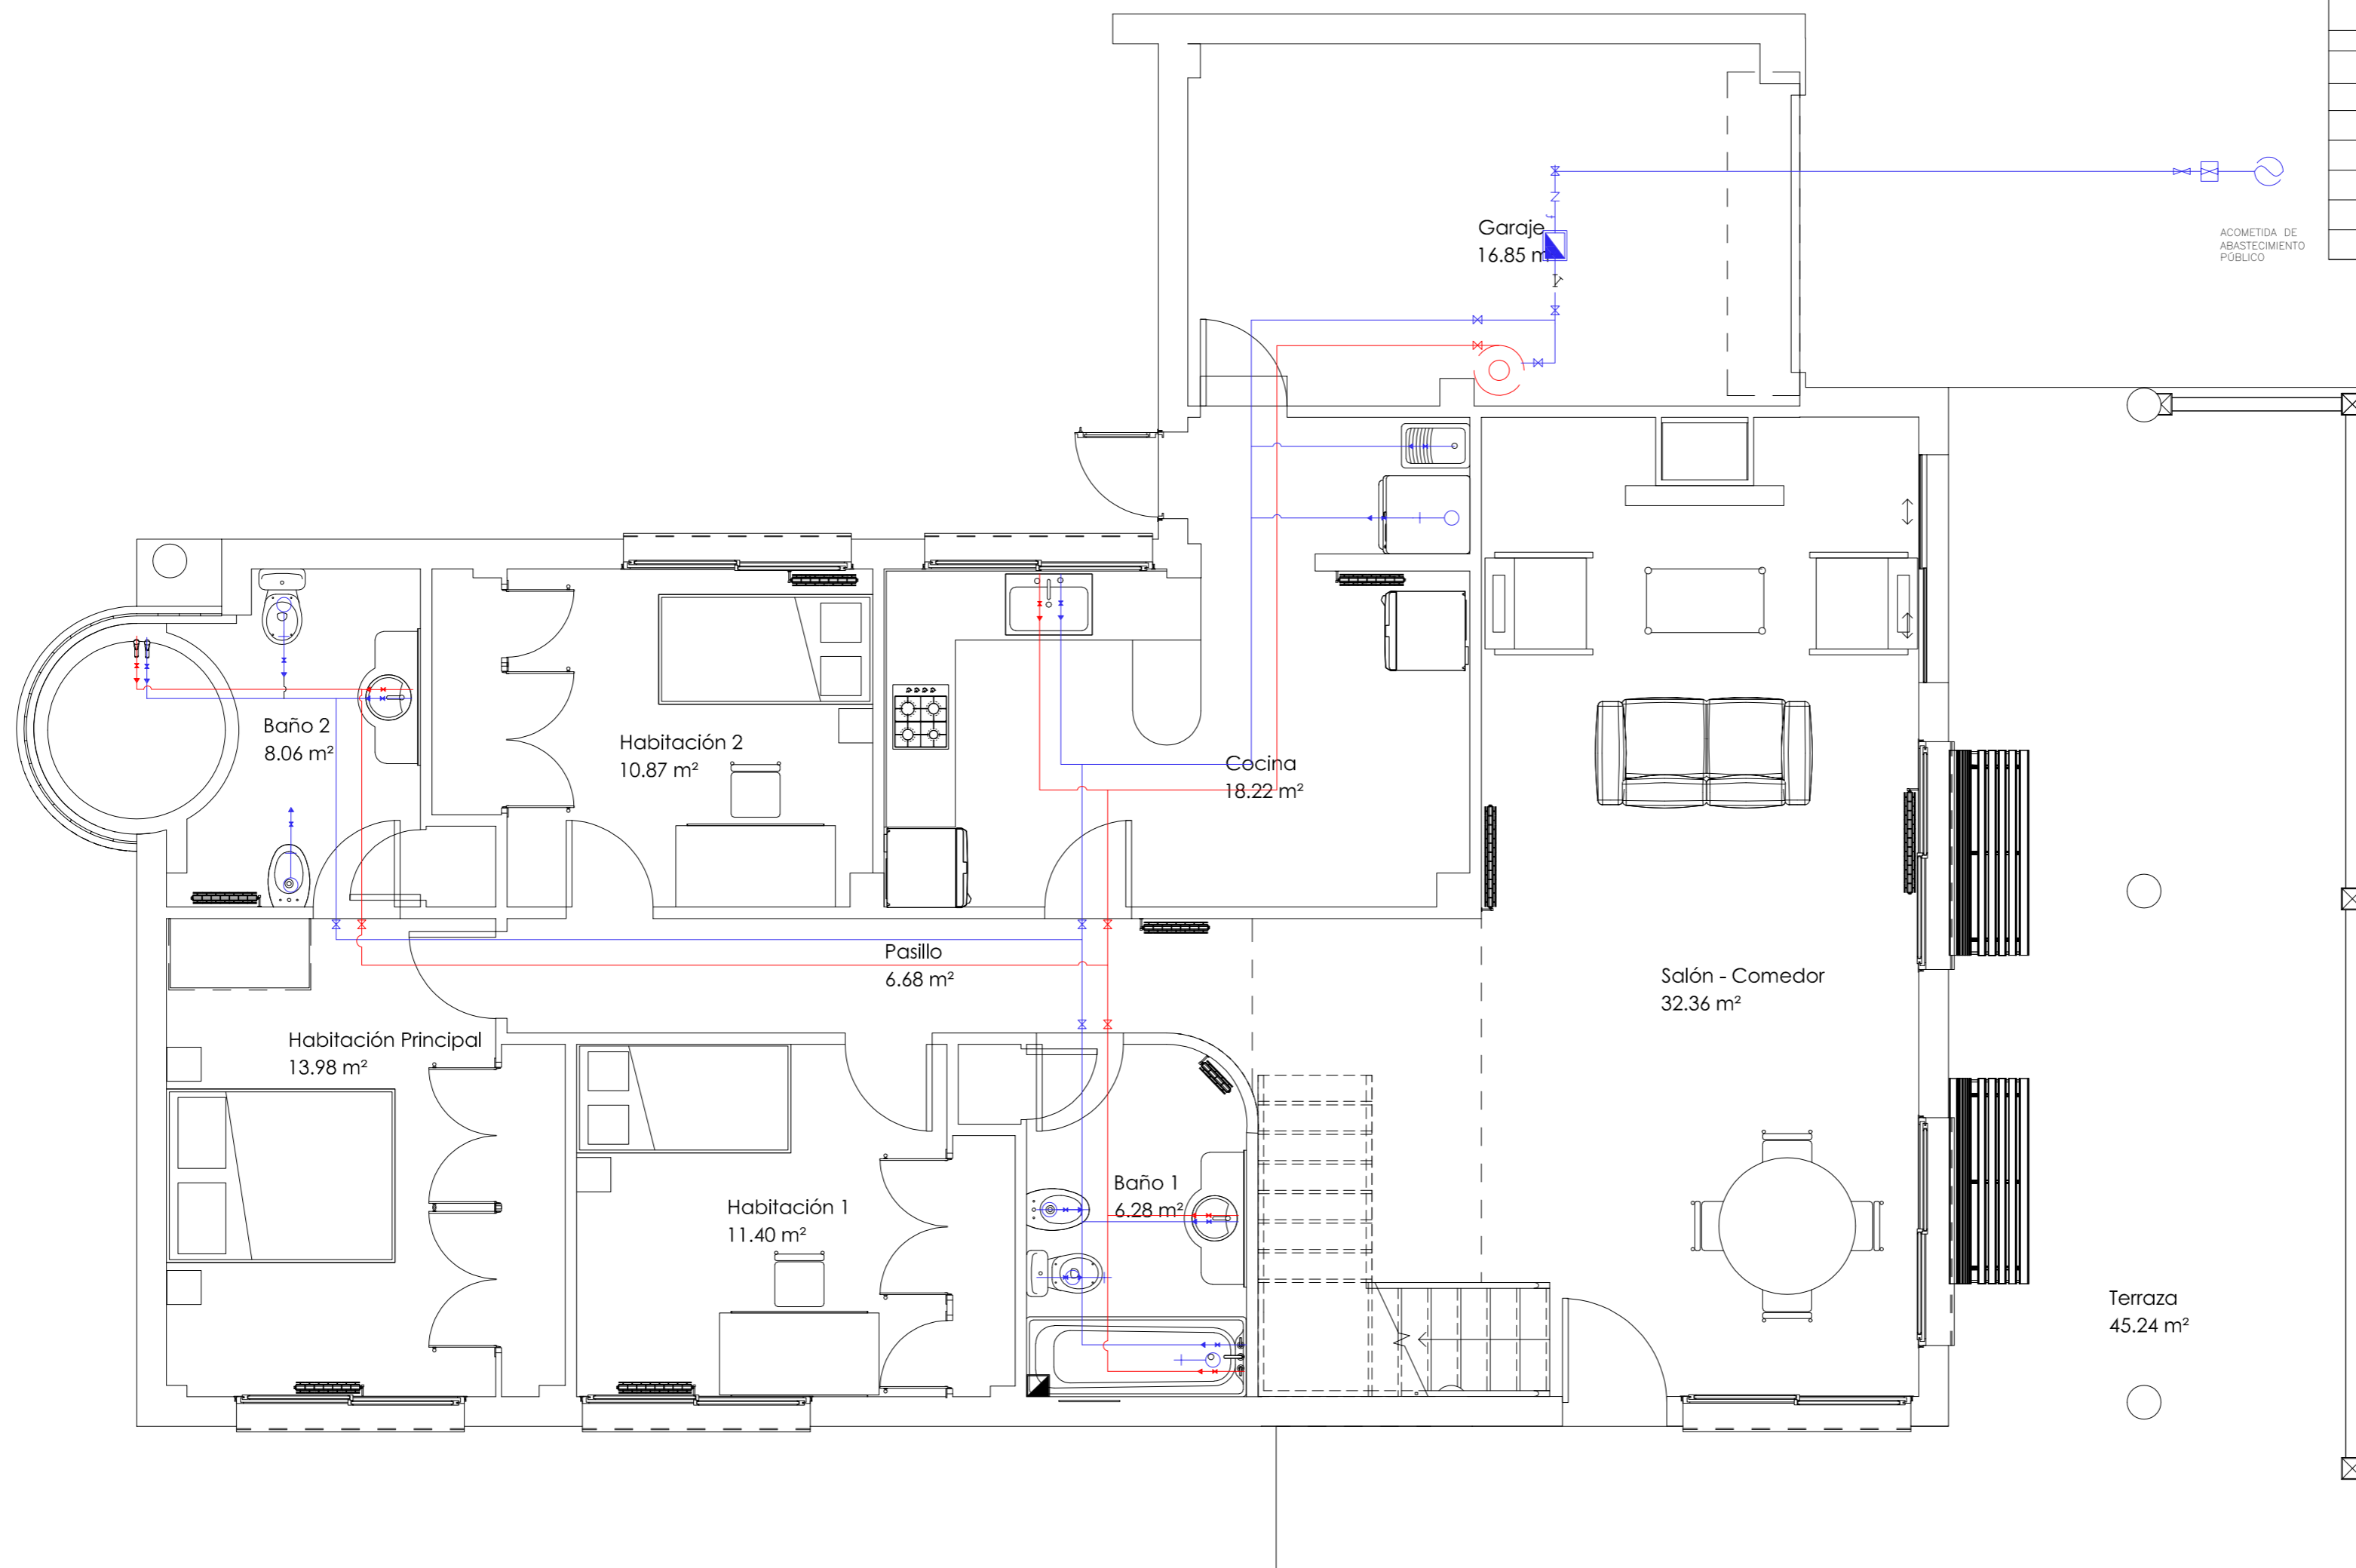 Garaje
16.85 m
ACOMETIDA DE
ABASTECIMIENTO
PÚBLICO
Baño 2
8.06 m²
Habitación 2
10.87 m²
Cocina
18.22 m²
Pasillo
6.68 m²
Salón - Comedor
32.36 m²
Habitación Principal
13.98 m²
Habitación 1
11.40 m²
Baño 1
6.28 m²
Terraza
45.24 m²